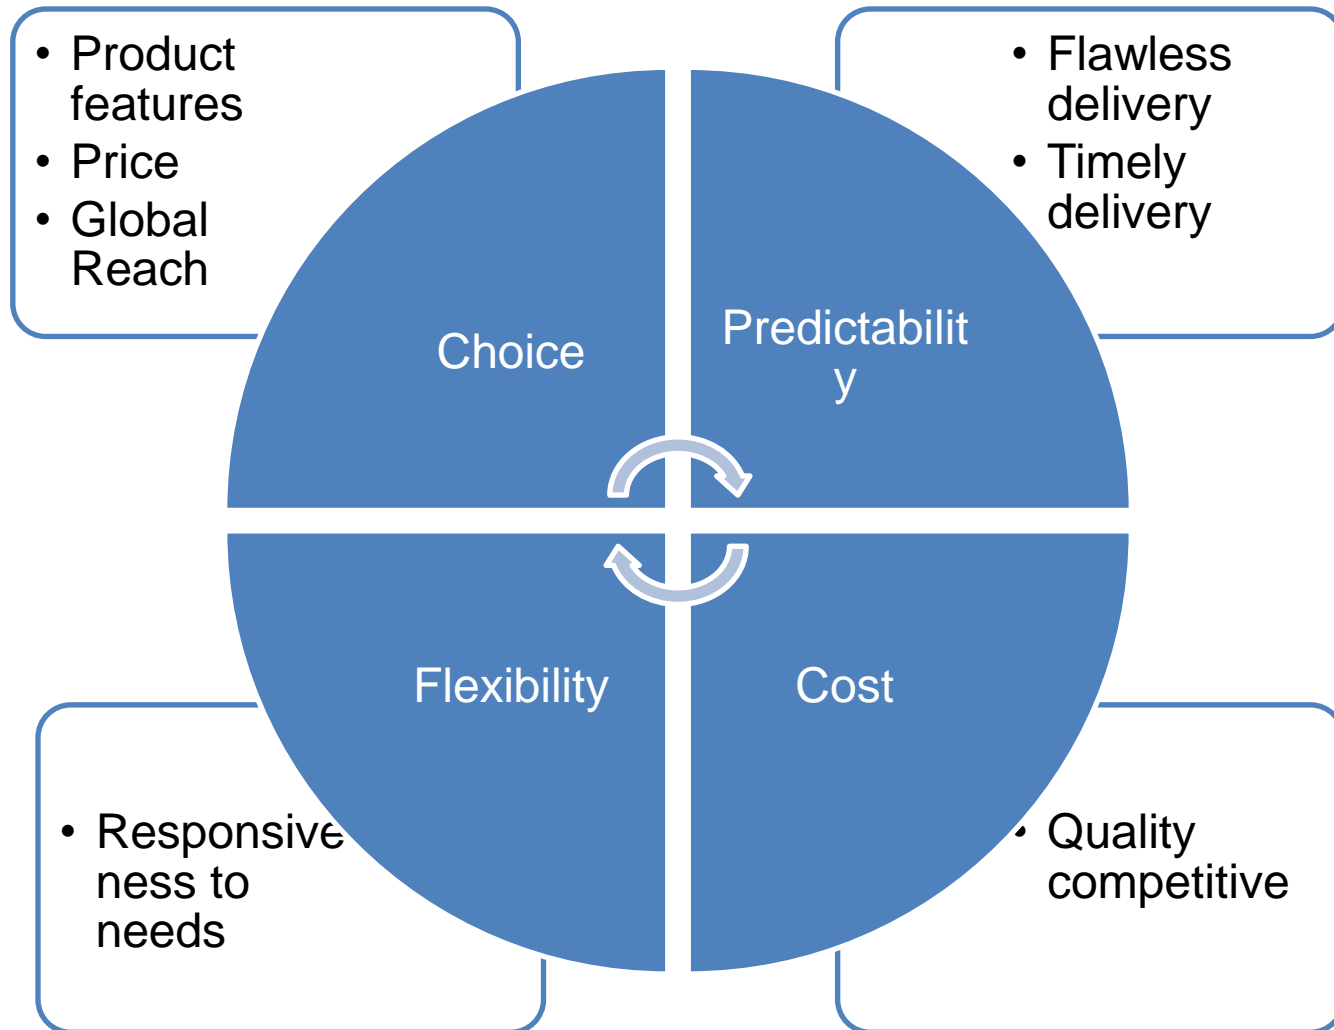 • Product
features
• Price
• Global
Reach
• Flawless
delivery
• Timely
delivery
Choice
Predictabilit
y
Flexibility
Cost
• Responsive
ness to
needs
• Quality
competitive